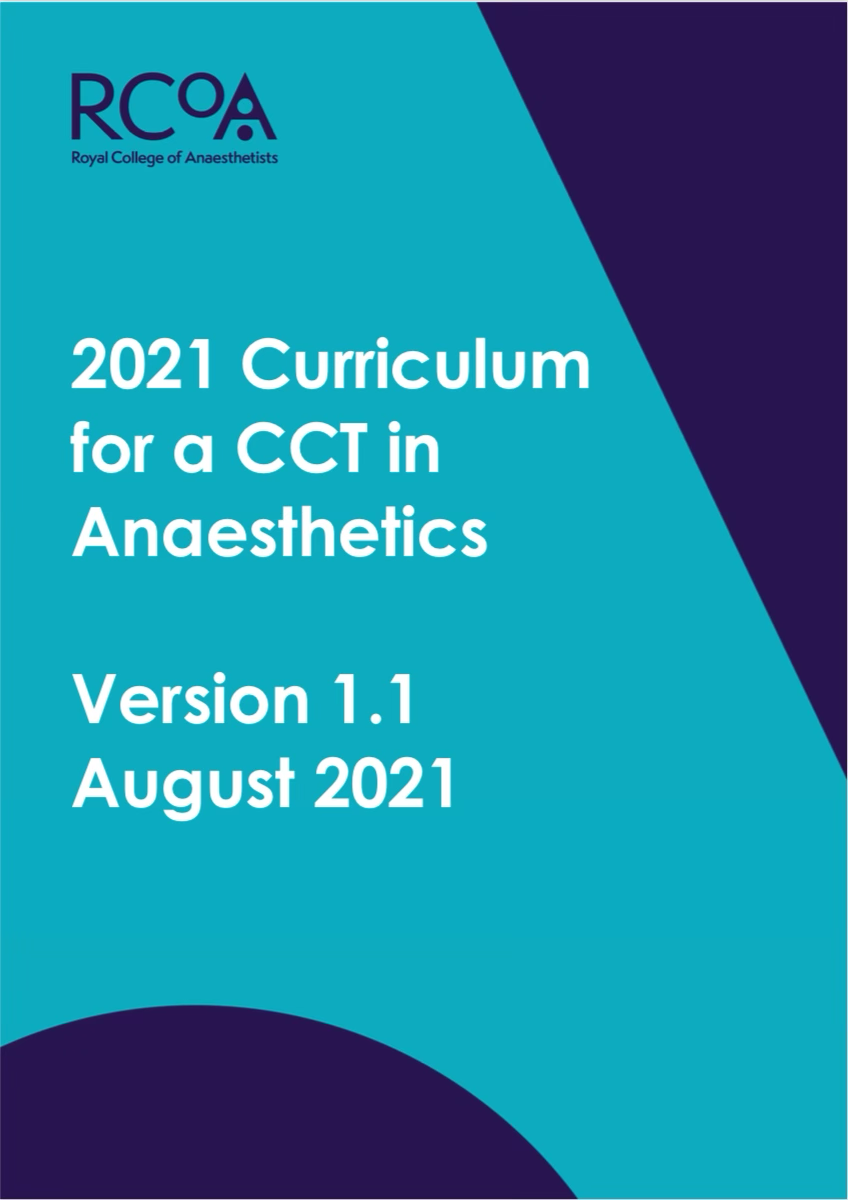 RCoA
Royal College of Anaesthetists
2021 Curriculum
for a CCT in
Anaesthetics
Version 1.1
August 2021